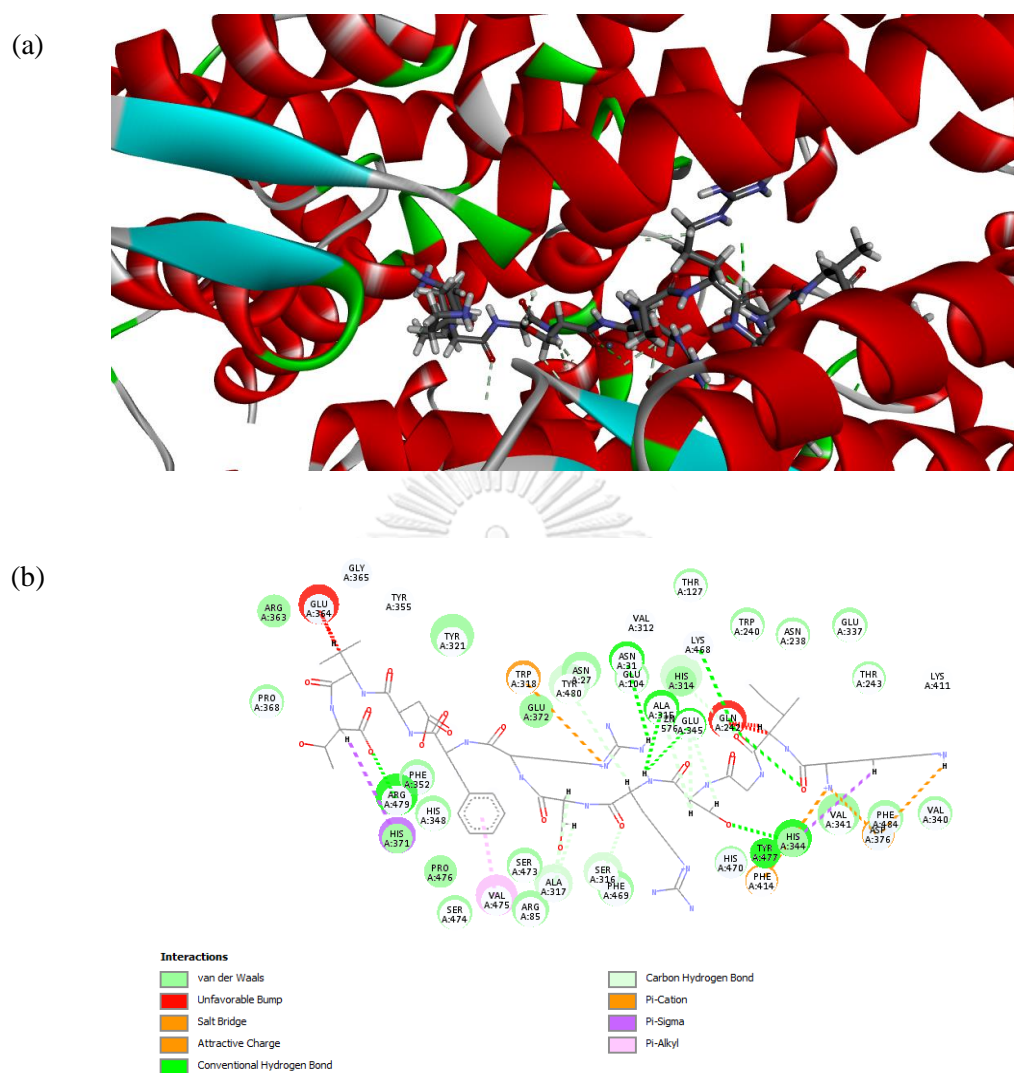 (a)
(b)
GLY
A:365
GLU
A:364
ARG
A:363
TYR
A:355
TYR
A:321
PRO
A:368
THR
A:127
VAL
A:312
LYS
A:468
TRP
A:240
ASN
A:238
GLU
A:337
ASN
A:31
GLU
A:104
ASN
A:27
TYR
A:480
TRP
A:318
GLU
A:372
HIS
A:314
ALA
A:315
576
GLU
A:345
GLN
A:242
THR
A:243
LYS
A:411
PHE
A:352
ARG
A:479
HIS
A:348
HIS
A:371
VAL
A:341
PHE
A:484
ASP
A:376
VAL
A:340
HIS
A:344
TYR
A:477
HIS
A:470
PHE
A:414
PRO
A:476
SER
A:474
VAL
A:475
SER
A:473
ARG
A:85
ALA
A:317
SER
A:316
PHE
A:469
Interactions
van der Waals
Unfavorable Bump
Salt Bridge
Attractive Charge
Conventional Hydrogen Bond
Carbon Hydrogen Bond
Pi-Cation
Pi-Sigma
Pi-Alkyl